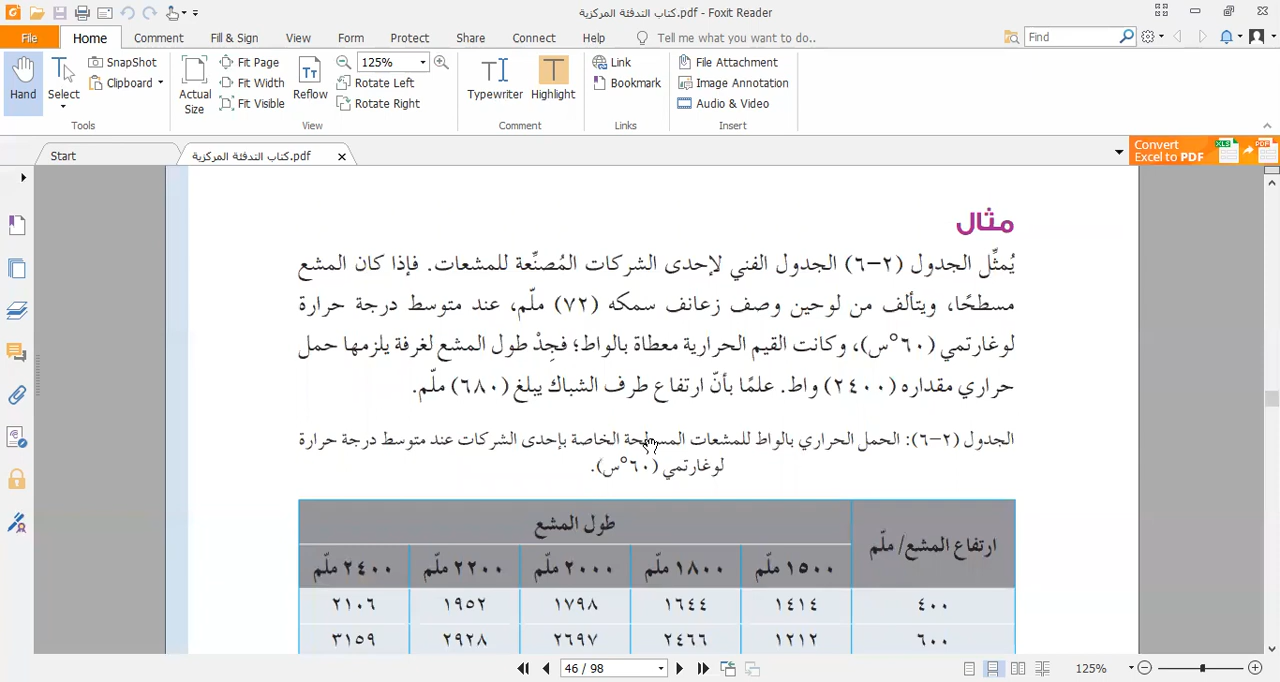 كتاب التدفئة المركزية.pdf - Foxit Reader
File Home Comment Fill & Sign View Form Protect Share Connect Help Tell me what you want to do.. Find
Hand
Select
SnapShot
Clipboard
Tools
Actual Size
Fit Page
Fit Width
Fit Visible
Reflow
125%
Rotate Left
Rotate Right
View
Typewriter
Highlight
Comment
Link
Bookmark
Links
File Attachment
Image Annotation
Audio & Video
Insert
Start
كتاب التدفئة المركزية.pdf
Convert
Excel to PDF
مثال
يُمثِّل الجدول (٢-٦) الجدول الفني لإحدى الشركات المُصنِّعة للمشعات. فإذا كان المشع
مسطحًا، ويتألف من لوحين وصف زعانف سمكه (٧٢) ملّم، عند متوسط درجة حرارة
لوغارتمي (٦٠°س)، وكانت القيم الحرارية معطاة بالواط؛ فجِدْ طول المشع لغرفة يلزمها حمل
حراري مقداره (٢٤٠٠) واط. علمًا بأنّ ارتفاع طرف الشباك يبلغ (٦٨٠) ملّم.
الجدول (٢-٦): الحمل الحراري بالواط للمشعات المسطحة الخاصة بإحدى الشركات عند متوسط درجة حرارة
لوغارتمي (٦٠°س).
ارتفاع المشع/ ملّم طول المشع
١٥٠٠ ملّم ١٨٠٠ ملّم ٢٠٠٠ ملّم ٢٢٠٠ ملّم ٢٤٠٠ ملّم
٤٠٠ ١٤١٤ ١٦٤٤ ١٧٩٨ ١٩٥٢ ٢١٠٦
٦٠٠ ١٢١٢ ٢٤٦٦ ٢٦٩٧ ٢٩٢٨ ٣١٥٩
46 / 98
125%